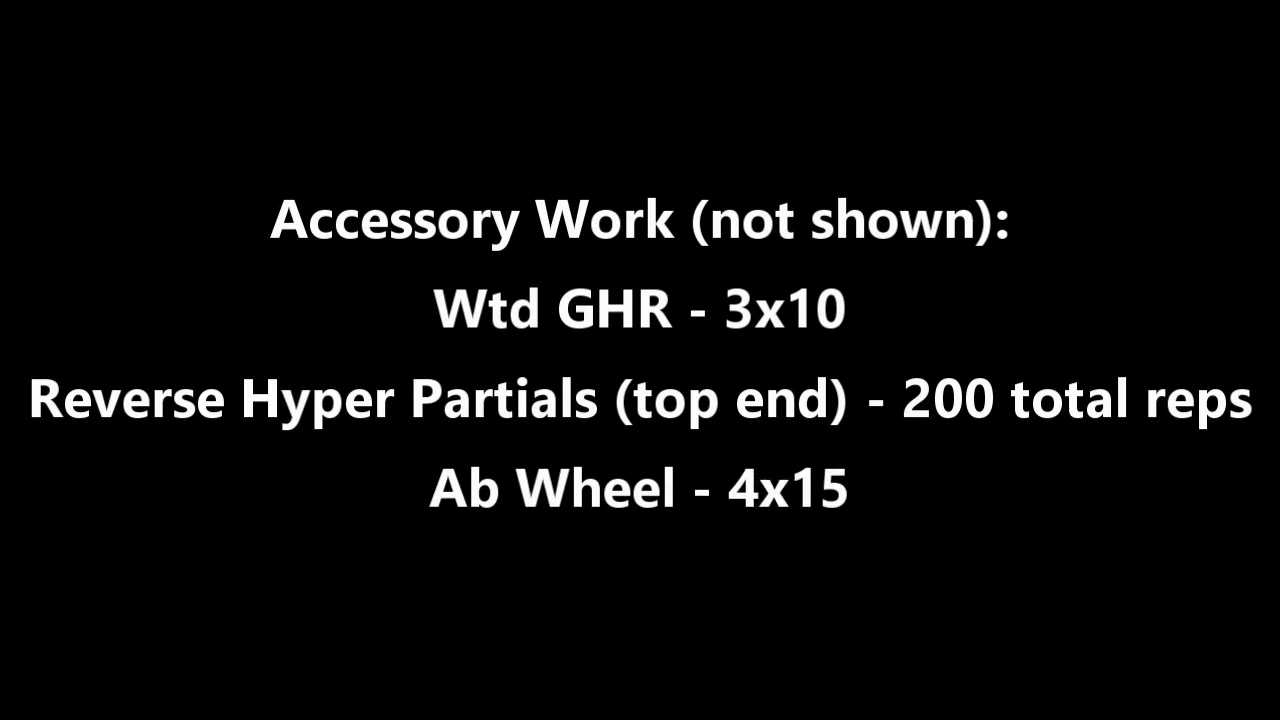 Accessory Work (not shown):
Wtd GHR - 3x10
Reverse Hyper Partials (top end) - 200 total reps
Ab Wheel - 4x15